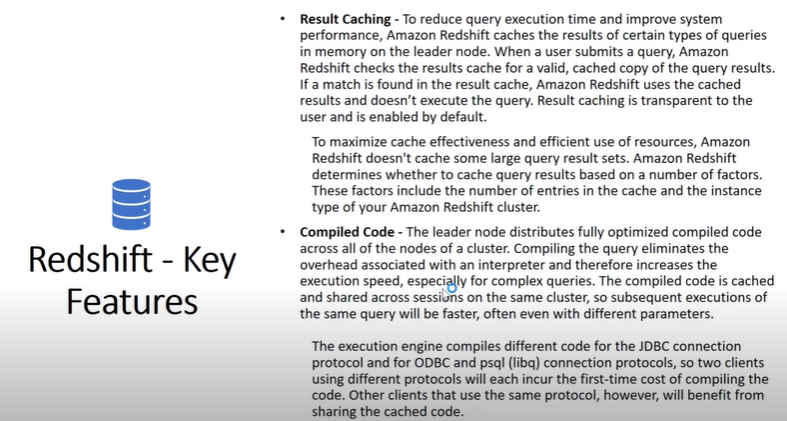 Redshift - Key
Features
• Result Caching - To reduce query execution time and improve system
performance, Amazon Redshift caches the results of certain types of queries
in memory on the leader node. When a user submits a query, Amazon
Redshift checks the results cache for a valid, cached copy of the query results.
If a match is found in the result cache, Amazon Redshift uses the cached
results and doesn't execute the query. Result caching is transparent to the
user and is enabled by default.
To maximize cache effectiveness and efficient use of resources, Amazon
Redshift doesn't cache some large query result sets. Amazon Redshift
determines whether to cache query results based on a number of factors.
These factors include the number of entries in the cache and the instance
type of your Amazon Redshift cluster.
• Compiled Code - The leader node distributes fully optimized compiled code
across all of the nodes of a cluster. Compiling the query eliminates the
overhead associated with an interpreter and therefore increases the
execution speed, especially for complex queries. The compiled code is cached
and shared across sessions on the same cluster, so subsequent executions of
the same query will be faster, often even with different parameters.
The execution engine compiles different code for the JDBC connection
protocol and for ODBC and psql (libq) connection protocols, so two clients
using different protocols will each incur the first-time cost of compiling the
code. Other clients that use the same protocol, however, will benefit from
sharing the cached code.